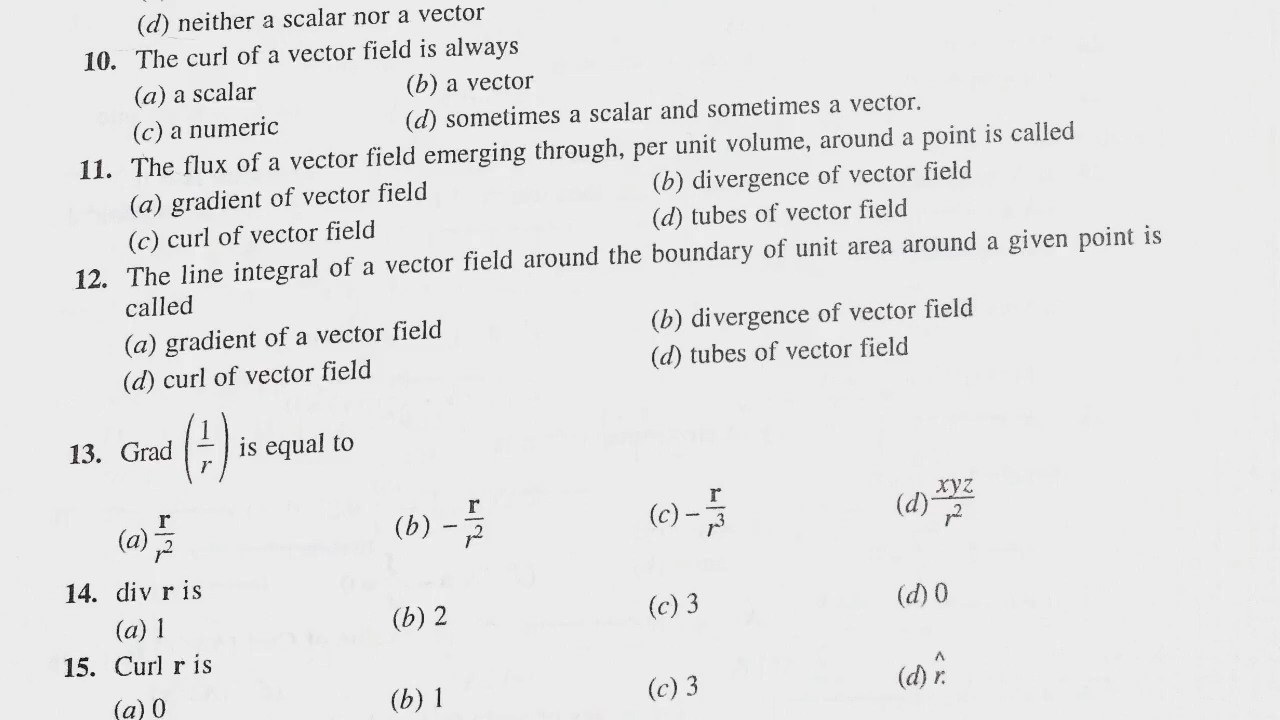 (d) neither a scalar nor a vector
10. The curl of a vector field is always
(a) a scalar (b) a vector
(c) a numeric (d) sometimes a scalar and sometimes a vector.
11. The flux of a vector field emerging through, per unit volume, around a point is called
(a) gradient of vector field (b) divergence of vector field
(c) curl of vector field (d) tubes of vector field
12. The line integral of a vector field around the boundary of unit area around a given point is
called
(a) gradient of a vector field (b) divergence of vector field
(d) curl of vector field (d) tubes of vector field
13. Grad (1/r) is equal to
(a) r/r² (b) – r/r² (c) – r/r³ (d) xyz/r²
14. div r is
(a) 1 (b) 2 (c) 3 (d) 0
15. Curl r is
(a) 0 (b) 1 (c) 3 (d) r̂.